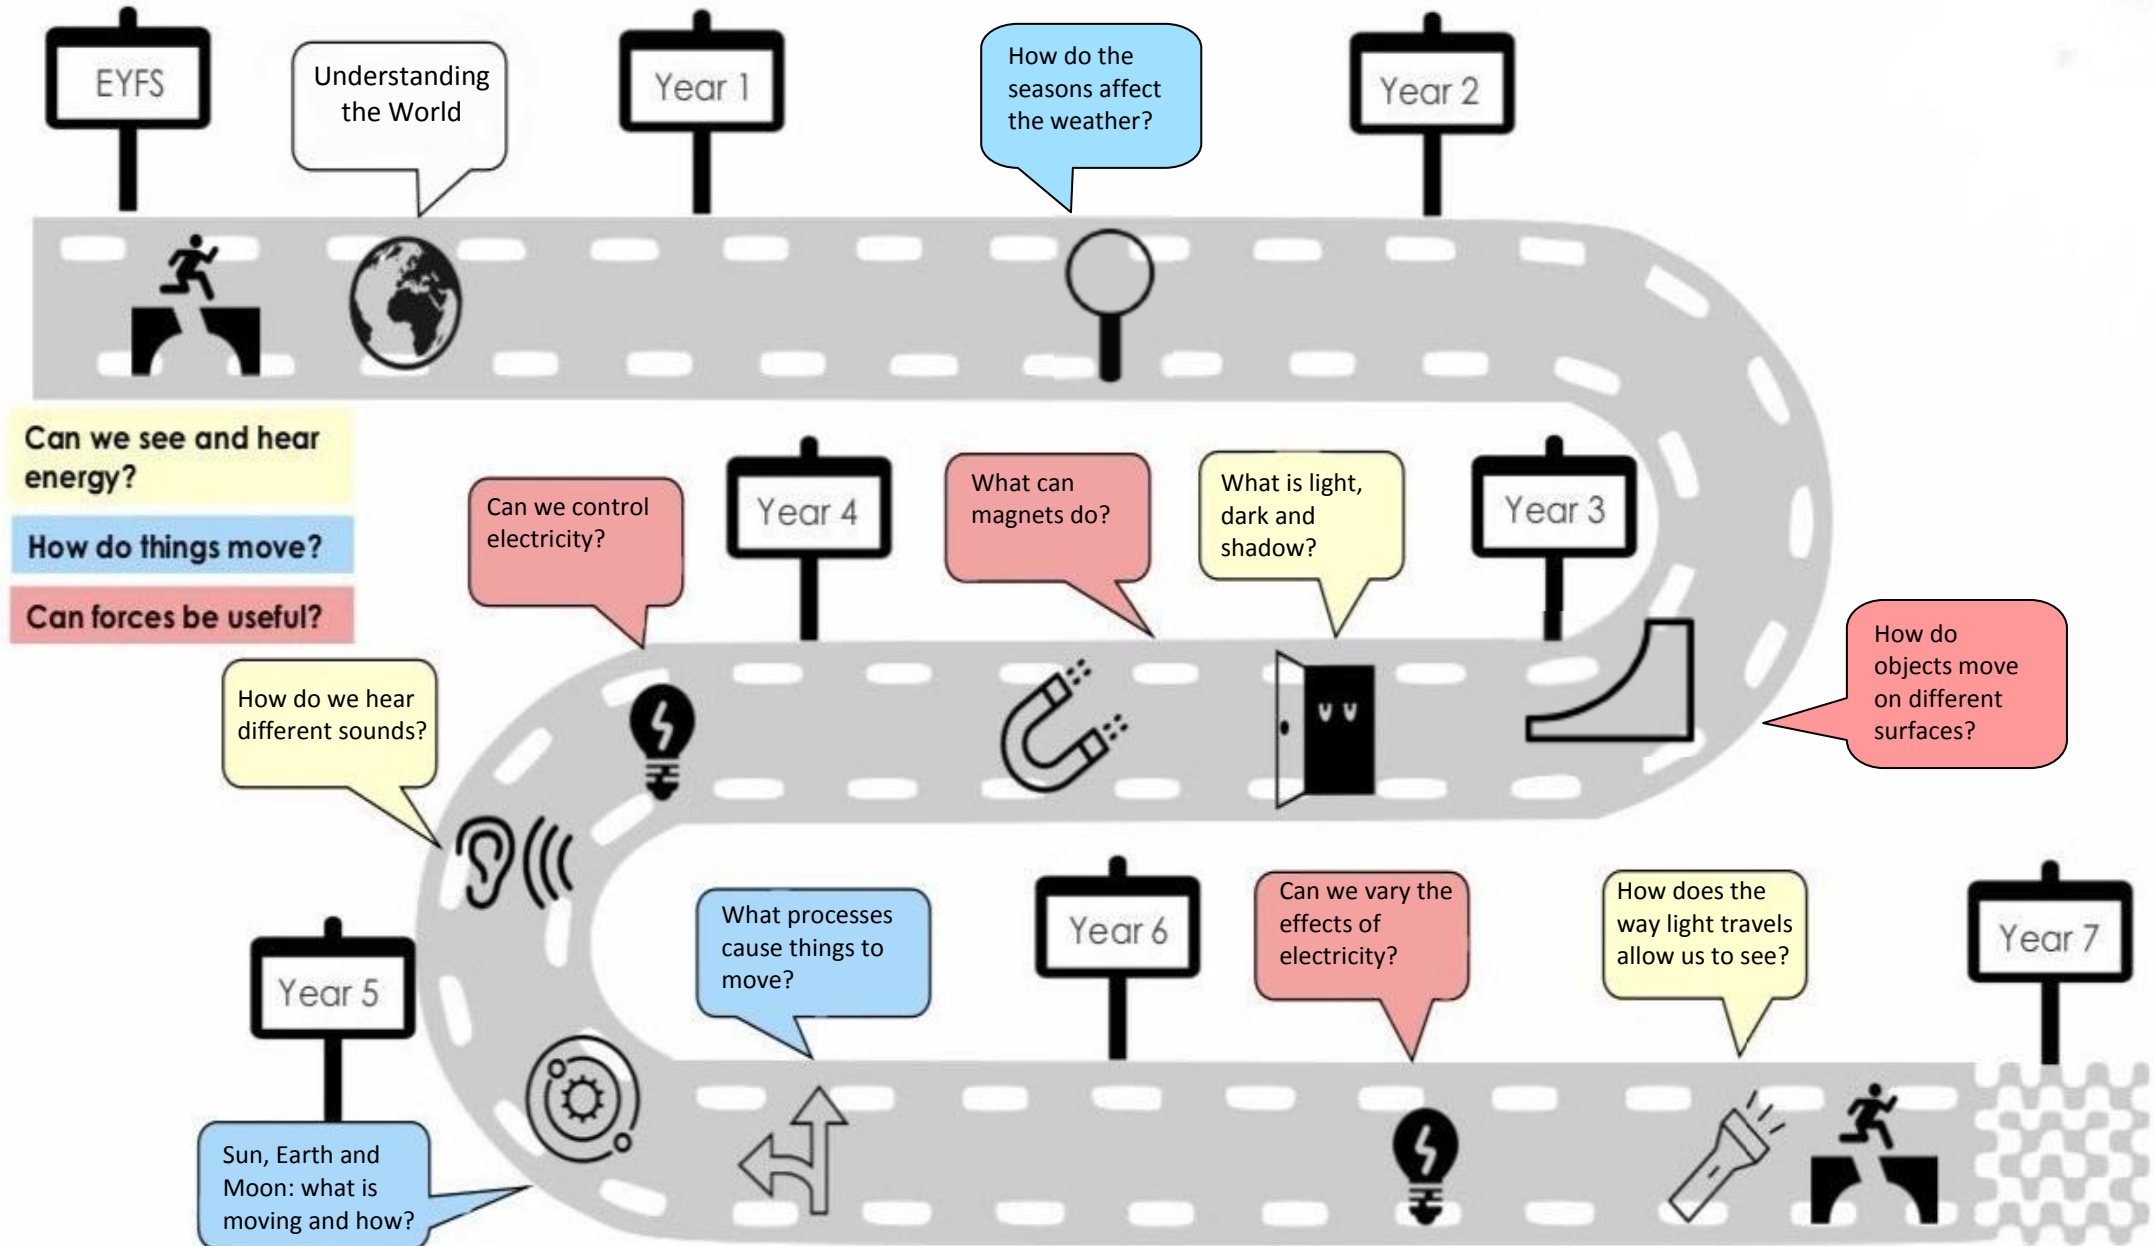 EYFS
Understanding
the World
Year 1
How do the
seasons affect
the weather?
Year 2
Can we see and hear
energy?
How do things move?
Can forces be useful?
Can we control
electricity?
Year 4
What can
magnets do?
What is light,
dark and
shadow?
Year 3
How do
objects move
on different
surfaces?
How do we hear
different sounds?
Year 5
What processes
cause things to
move?
Year 6
Can we vary the
effects of
electricity?
How does the
way light travels
allow us to see?
Year 7
Sun, Earth and
Moon: what is
moving and how?